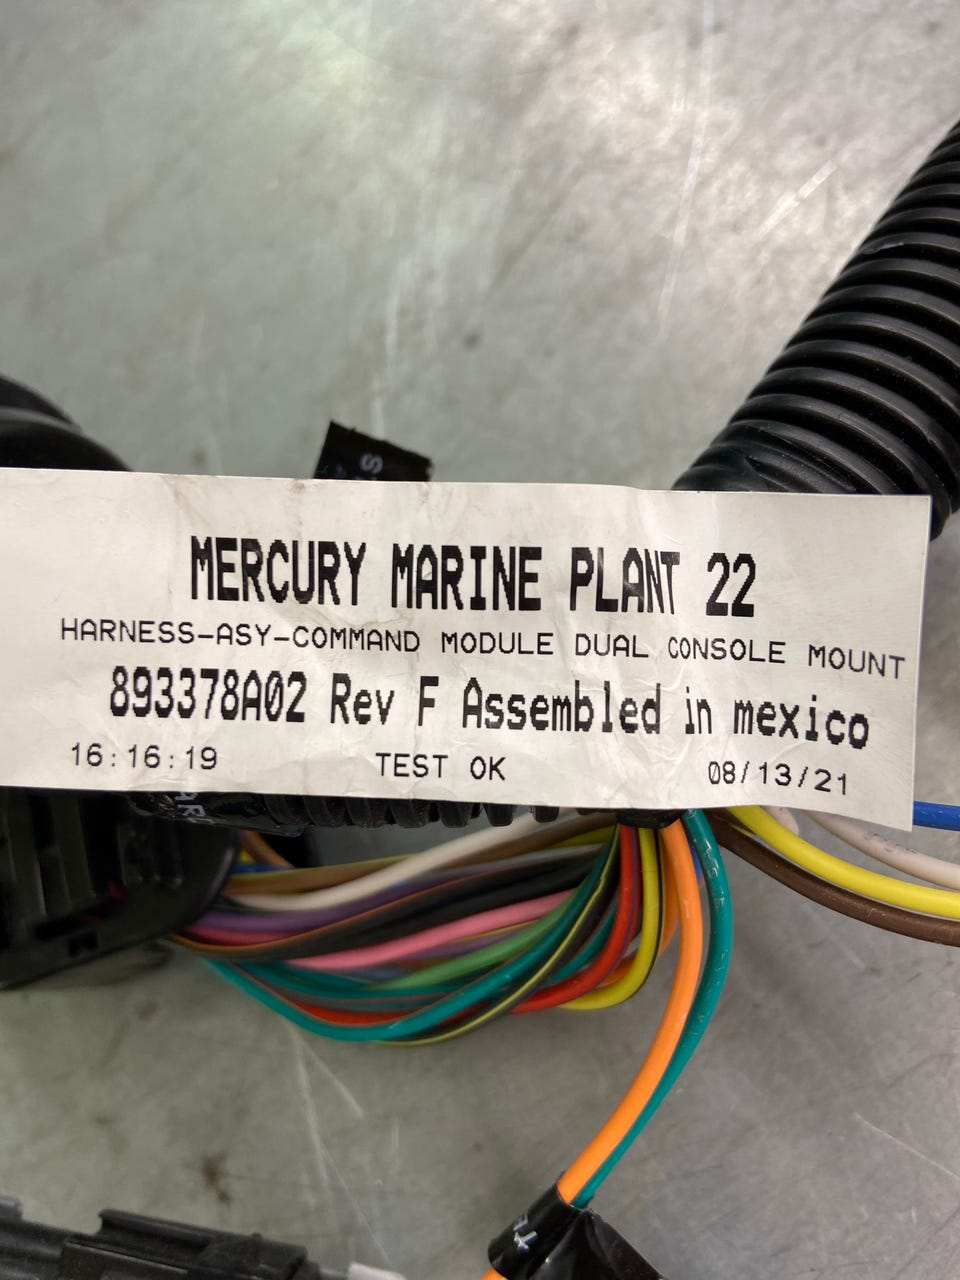 MERCURY MARINE PLANT 22
HARNESS-ASY-COMMAND MODULE DUAL CONSOLE MOUNT
893378A02 Rev F Assembled in mexico
16:16:19 TEST OK 08/13/21